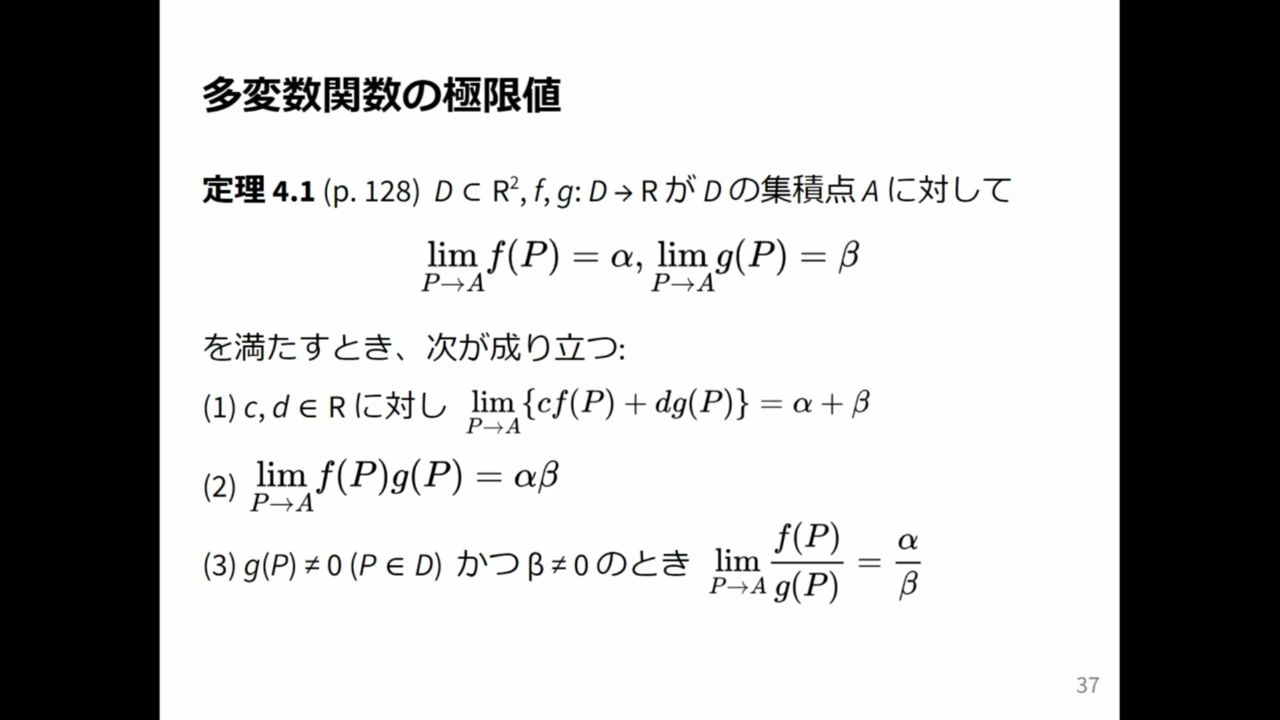 多変数関数の極限値
定理 4.1 (p. 128) D ⊂ R², f, g: D → R が D の集積点 A に対して
lim_{P→A} f(P) = α, lim_{P→A} g(P) = β
を満たすとき、次が成り立つ:
(1) c, d ∈ R に対し lim_{P→A} {cf(P) + dg(P)} = α + β
(2) lim_{P→A} f(P)g(P) = αβ
(3) g(P) ≠ 0 (P ∈ D) かつ β ≠ 0 のとき lim_{P→A} f(P)/g(P) = α/β
37